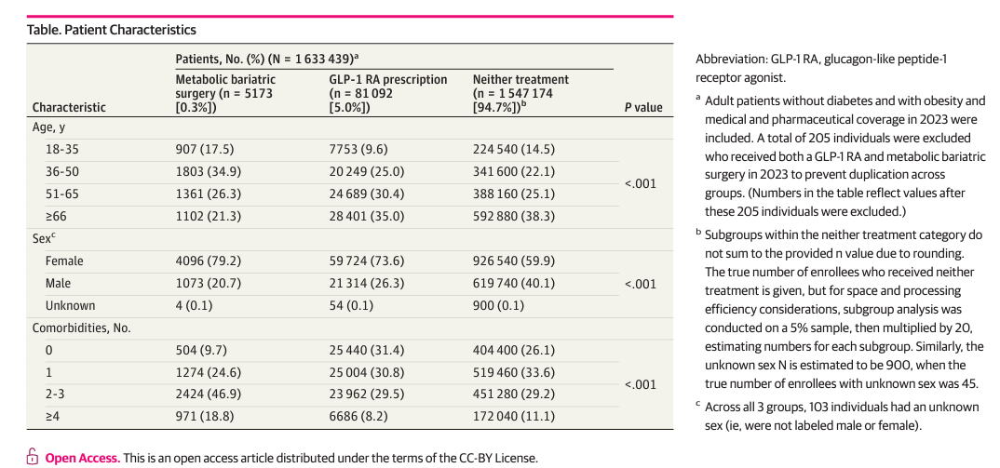 Table. Patient Characteristics
Patients, No. (%) (N = 1 633 439)a
Characteristic
Metabolic bariatric
surgery (n = 5173
[0.3%])
GLP-1 RA prescription
(n = 81 092
[5.0%])
Neither treatment
(n = 1 547 174
[94.7%])b
P value
Age, y
18-35 907 (17.5) 7753 (9.6) 224 540 (14.5)
36-50 1803 (34.9) 20 249 (25.0) 341 600 (22.1)
51-65 1361 (26.3) 24 689 (30.4) 388 160 (25.1)
≥66 1102 (21.3) 28 401 (35.0) 592 880 (38.3)
<.001
Sexc
Female 4096 (79.2) 59 724 (73.6) 926 540 (59.9)
Male 1073 (20.7) 21 314 (26.3) 619 740 (40.1)
Unknown 4 (0.1) 54 (0.1) 900 (0.1)
<.001
Comorbidities, No.
0 504 (9.7) 25 440 (31.4) 404 400 (26.1)
1 1274 (24.6) 25 004 (30.8) 519 460 (33.6)
2-3 2424 (46.9) 23 962 (29.5) 451 280 (29.2)
≥4 971 (18.8) 6686 (8.2) 172 040 (11.1)
<.001
Abbreviation: GLP-1 RA, glucagon-like peptide-1
receptor agonist.
a Adult patients without diabetes and with obesity and
medical and pharmaceutical coverage in 2023 were
included. A total of 205 individuals were excluded
who received both a GLP-1 RA and metabolic bariatric
surgery in 2023 to prevent duplication across
groups. (Numbers in the table reflect values after
these 205 individuals were excluded.)
b Subgroups within the neither treatment category do
not sum to the provided n value due to rounding.
The true number of enrollees who received neither
treatment is given, but for space and processing
efficiency considerations, subgroup analysis was
conducted on a 5% sample, then multiplied by 20,
estimating numbers for each subgroup. Similarly, the
unknown sex N is estimated to be 900, when the
true number of enrollees with unknown sex was 45.
c Across all 3 groups, 103 individuals had an unknown
sex (ie, were not labeled male or female).
Open Access. This is an open access article distributed under the terms of the CC-BY License.